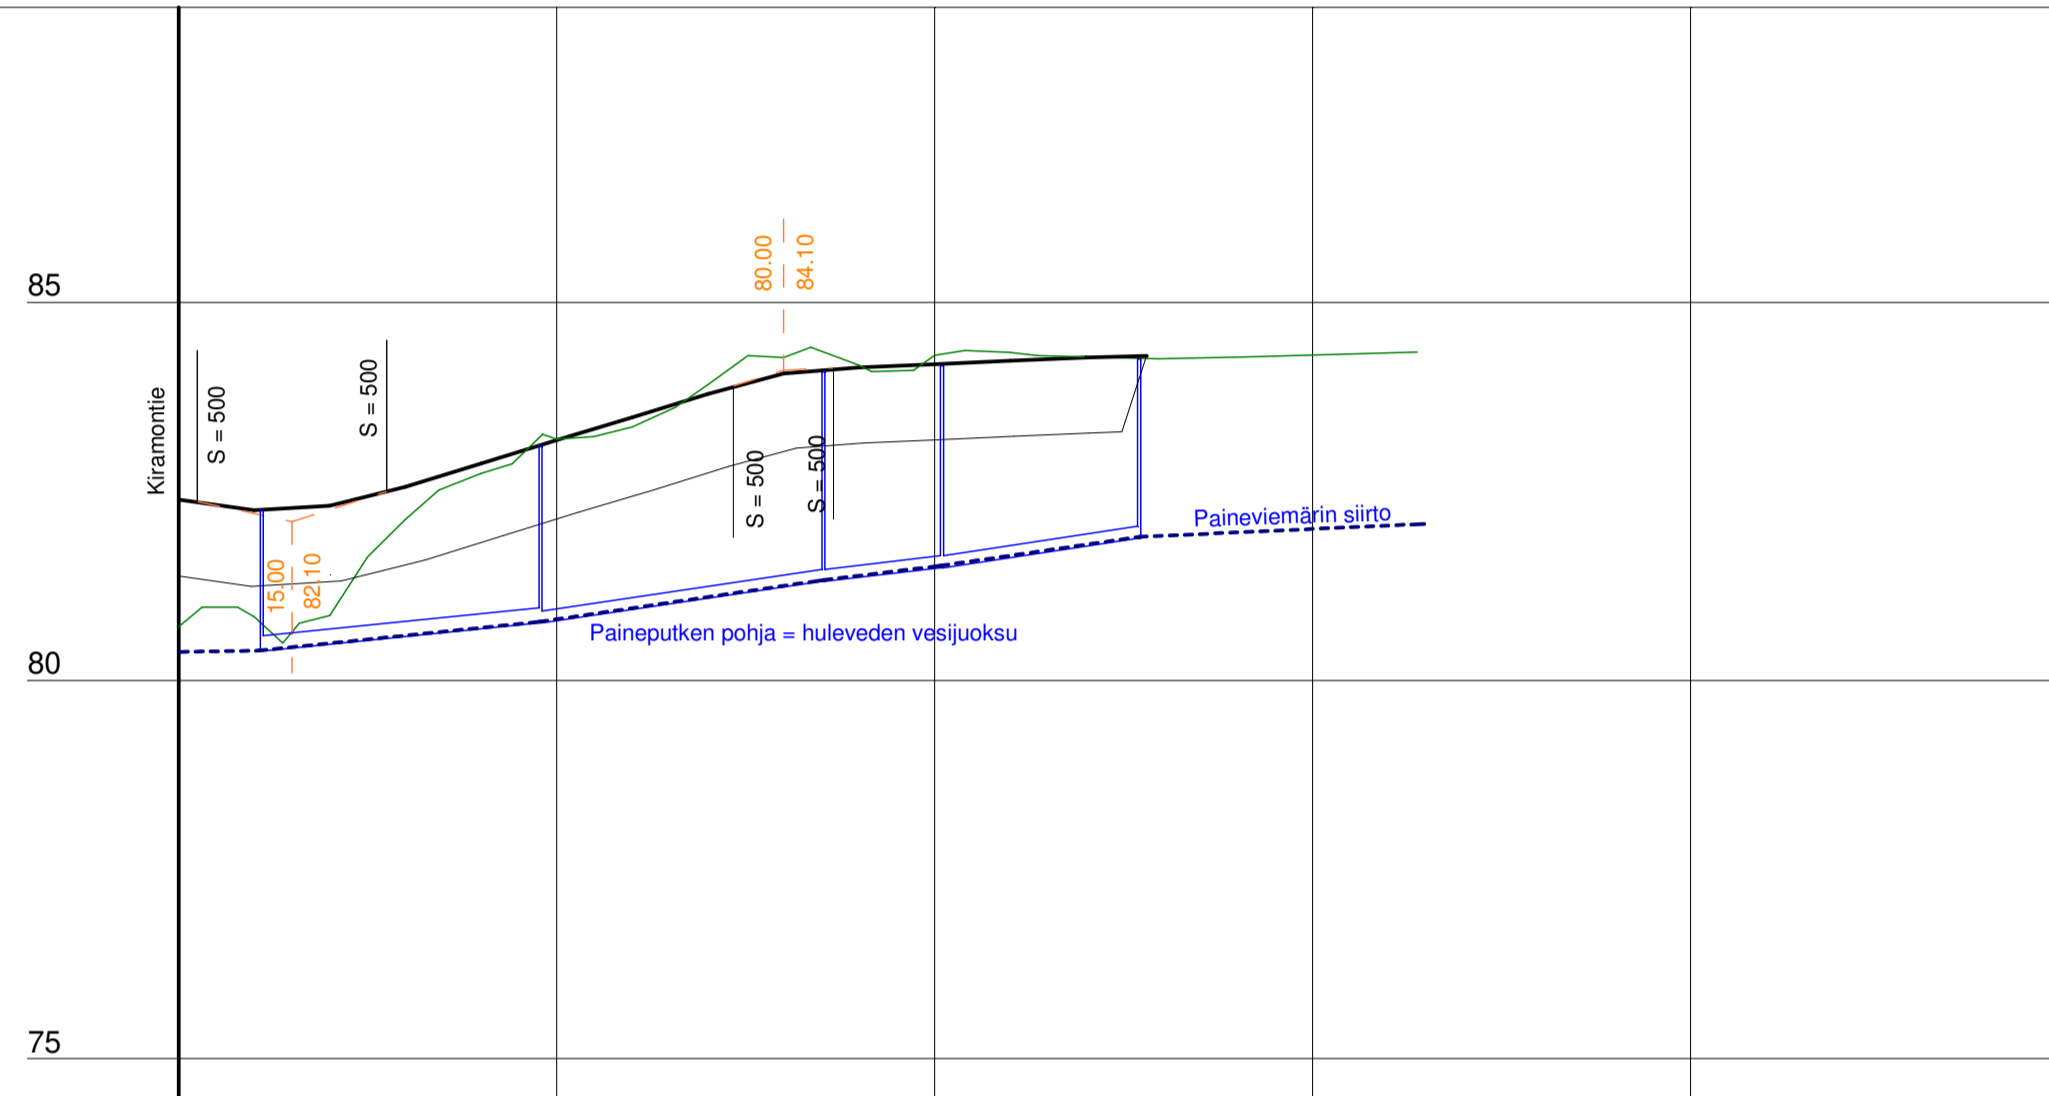 85
80.00
84.10
Kiramontie
S = 500
S = 500
S = 500
S = 500
15.00
82.10
Paineviemärin siirto
Paineputken pohja = huleveden vesijuoksu
80
75